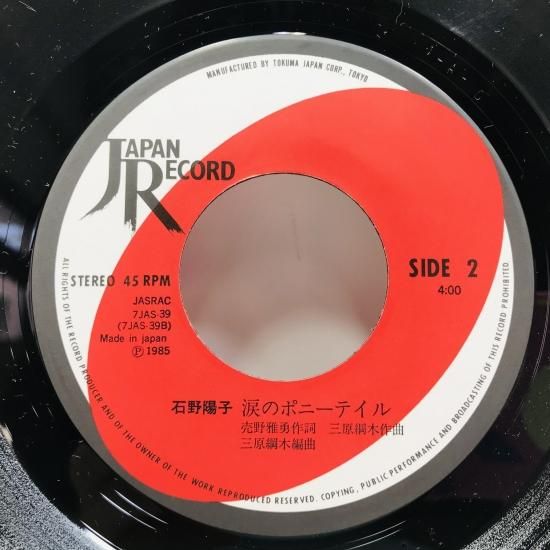 MANUFACTURED BY TOKUMA JAPAN CORP., TOKYO
JAPAN
RECORD
STEREO 45 RPM
SIDE 2
4:00
JASRAC
7JAS-39
(7JAS-39B)
Made in japan
Ⓟ 1985
石野陽子 涙のポニーテイル
売野雅勇作詞 三原綱木作曲
三原綱木編曲
ALL RIGHTS OF THE RECORD PRODUCER AND OF THE OWNER OF THE WORK REPRODUCED RESERVED. COPYING, PUBLIC PERFORMANCE AND BROADCASTING OF THIS RECORD PROHIBITED